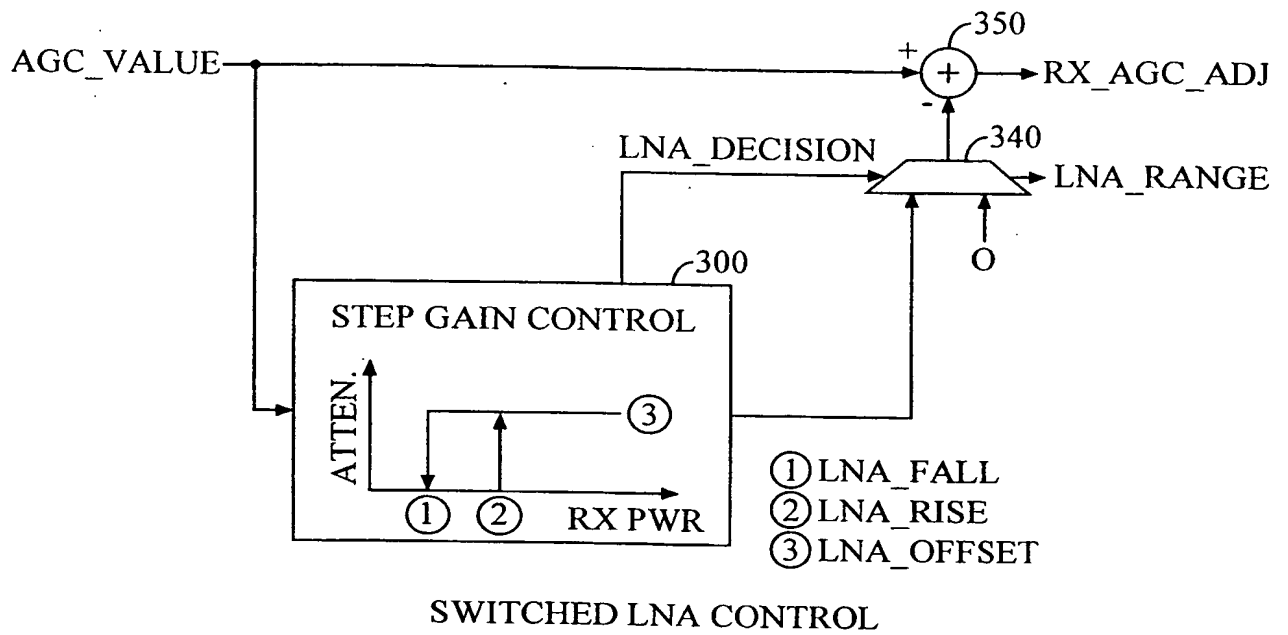 350
AGC_VALUE
+
+
RX_AGC_ADJ
-
LNA_DECISION
340
LNA_RANGE
O
300
STEP GAIN CONTROL
ATTEN.
3
1
2
RX PWR
1 LNA_FALL
2 LNA_RISE
3 LNA_OFFSET
SWITCHED LNA CONTROL